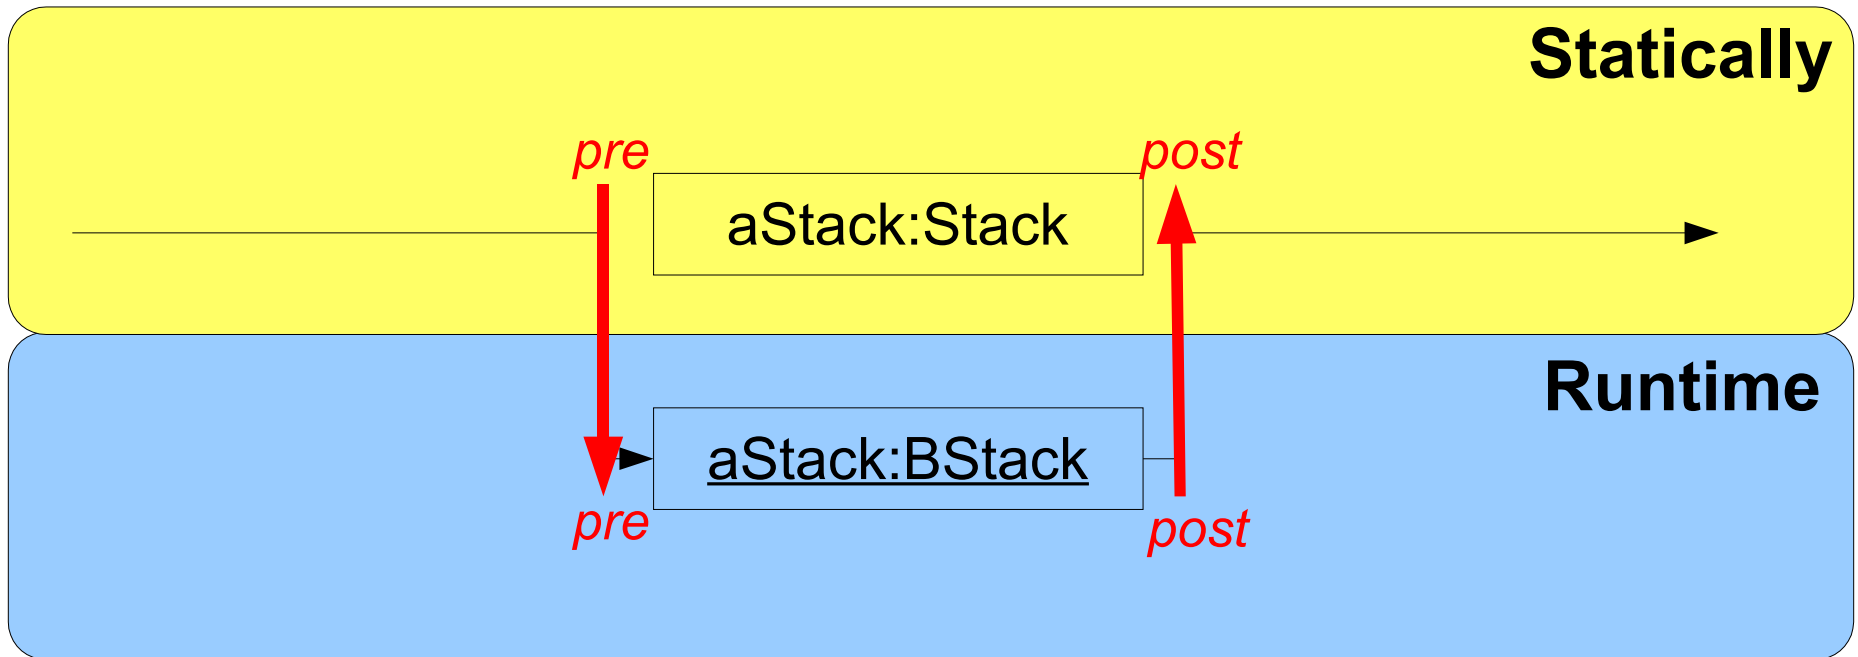 Statically
pre
post
aStack:Stack
Runtime
aStack:BStack
pre
post